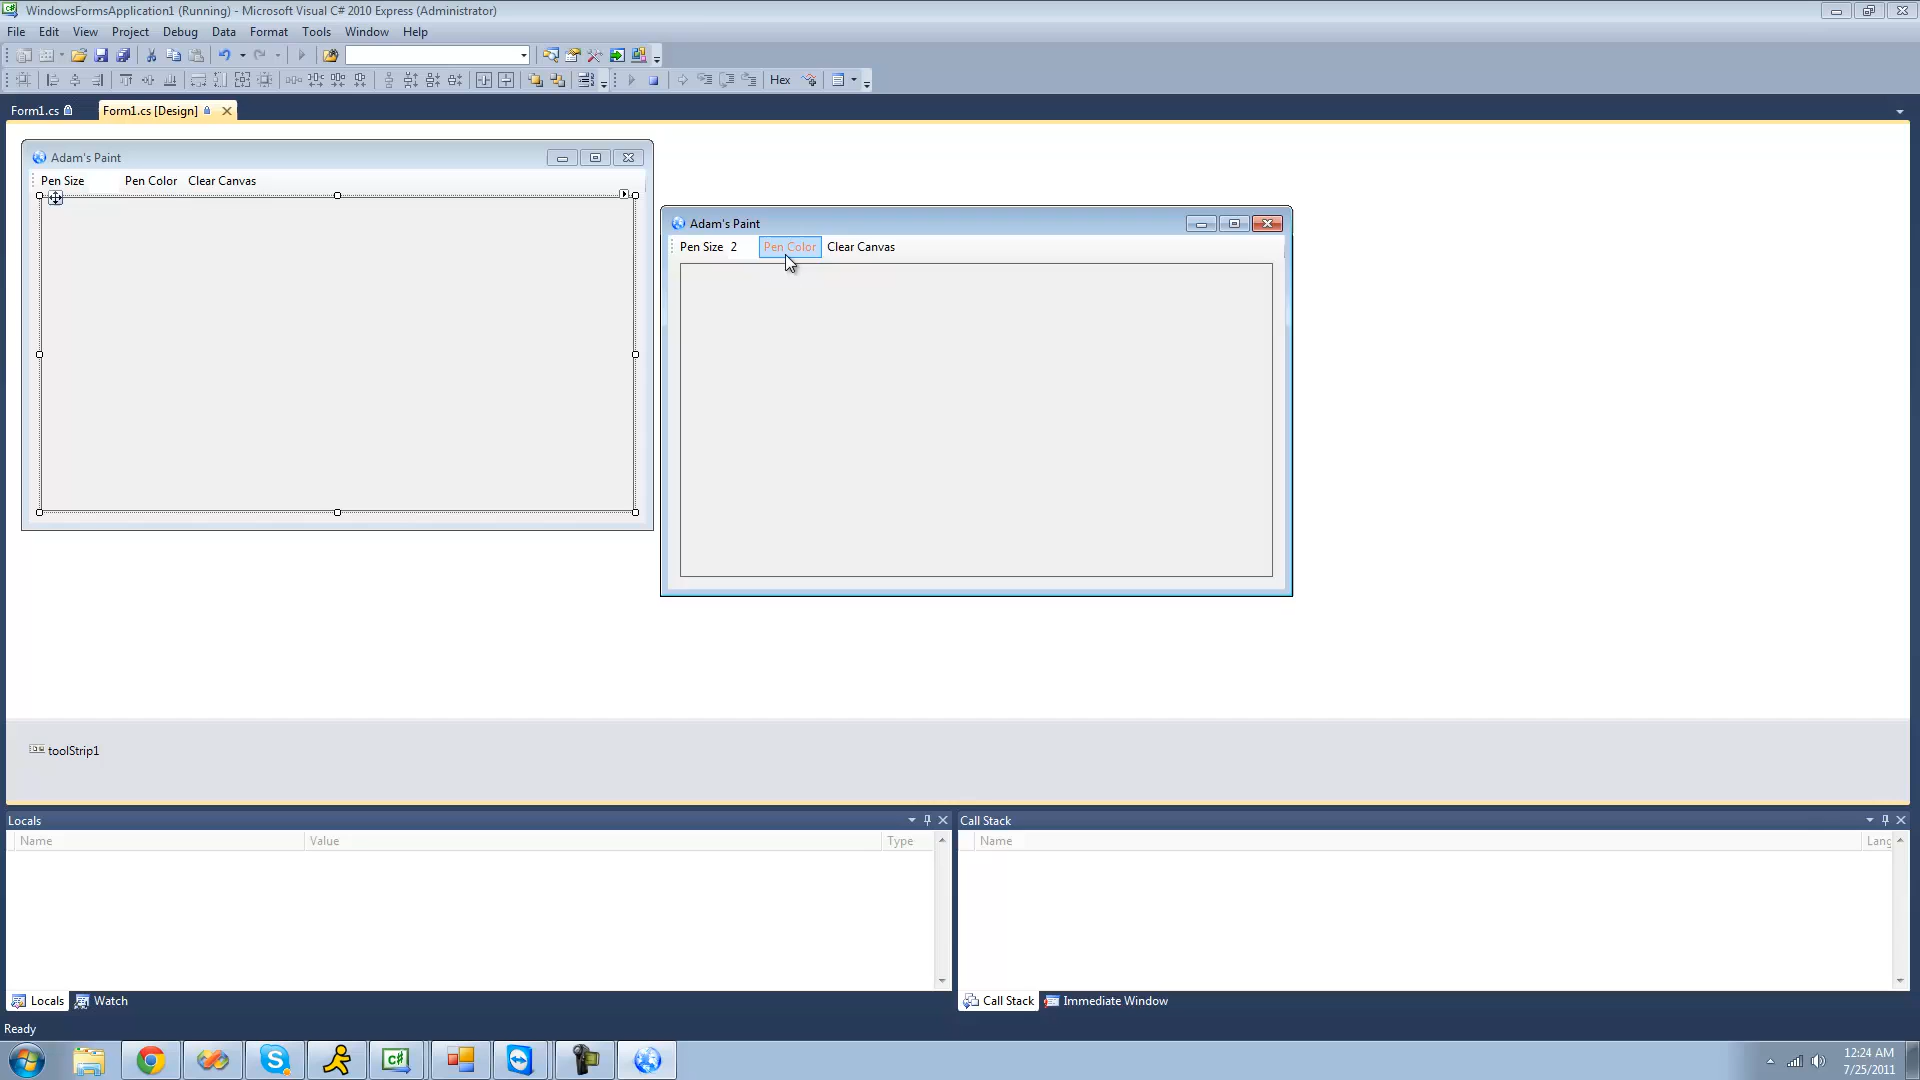 WindowsFormsApplication1 (Running) - Microsoft Visual C# 2010 Express (Administrator)
File Edit View Project Debug Data Format Tools Window Help
Hex
Form1.cs Form1.cs [Design]
Adam's Paint
Pen Size Pen Color Clear Canvas
Adam's Paint
Pen Size 2 Pen Color Clear Canvas
toolStrip1
Locals
Name Value Type
Locals Watch
Call Stack
Name Lang
Call Stack Immediate Window
Ready
C#
12:24 AM
7/25/2011